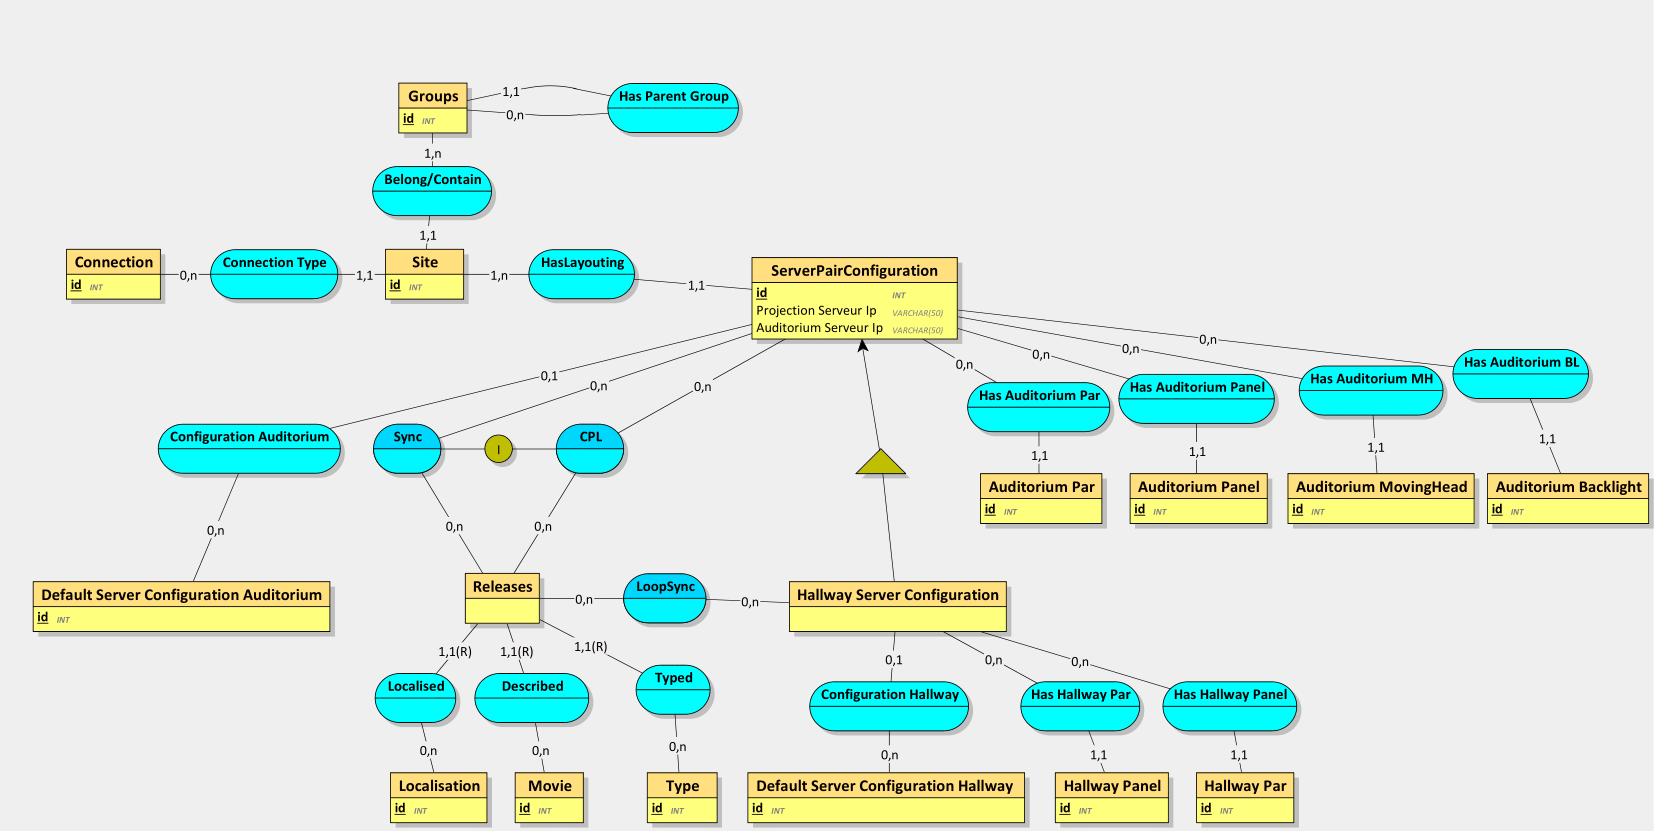 Groups
id INT
1,1
0,n
Has Parent Group
1,n
Belong/Contain
1,1
Connection
id INT
0,n
Connection Type
1,1
Site
id INT
1,n
HasLayouting
1,1
ServerPairConfiguration
id INT
Projection Serveur Ip VARCHAR(50)
Auditorium Serveur Ip VARCHAR(50)
0,1
0,n
0,n
0,n
0,n
0,n
0,n
Configuration Auditorium
Sync
I
CPL
Has Auditorium Par
Has Auditorium Panel
Has Auditorium MH
Has Auditorium BL
1,1
1,1
1,1
1,1
Auditorium Par
id INT
Auditorium Panel
id INT
Auditorium MovingHead
id INT
Auditorium Backlight
id INT
0,n
0,n
0,n
Default Server Configuration Auditorium
id INT
Releases
0,n
LoopSync
0,n
Hallway Server Configuration
1,1(R)
1,1(R)
1,1(R)
0,1
0,n
0,n
Localised
Described
Typed
Configuration Hallway
Has Hallway Par
Has Hallway Panel
0,n
0,n
0,n
0,n
1,1
1,1
Localisation
id INT
Movie
id INT
Type
id INT
Default Server Configuration Hallway
id INT
Hallway Panel
id INT
Hallway Par
id INT